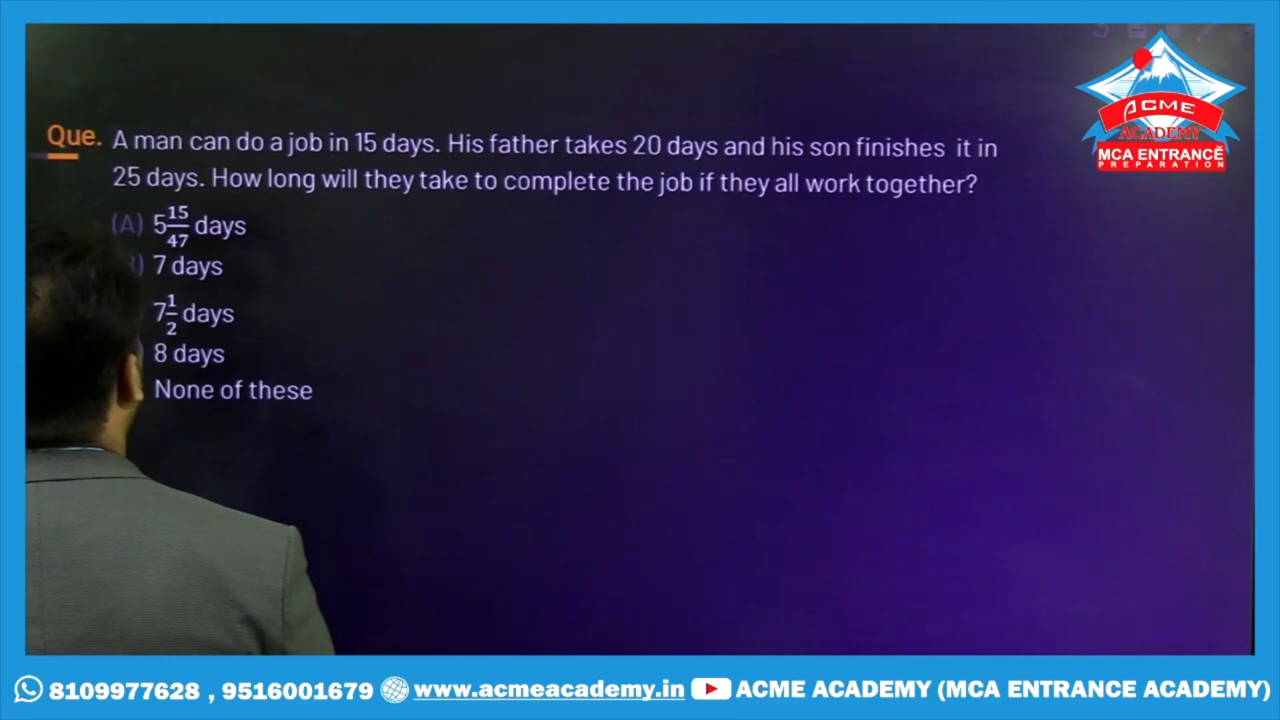 ACME
ACADEMY
MCA ENTRANCE
PREPARATION
Que. A man can do a job in 15 days. His father takes 20 days and his son finishes it in
25 days. How long will they take to complete the job if they all work together?
(A) 5 15/47 days
) 7 days
7 1/2 days
8 days
None of these
8109977628 , 9516001679 www.acmeacademy.in ACME ACADEMY (MCA ENTRANCE ACADEMY)